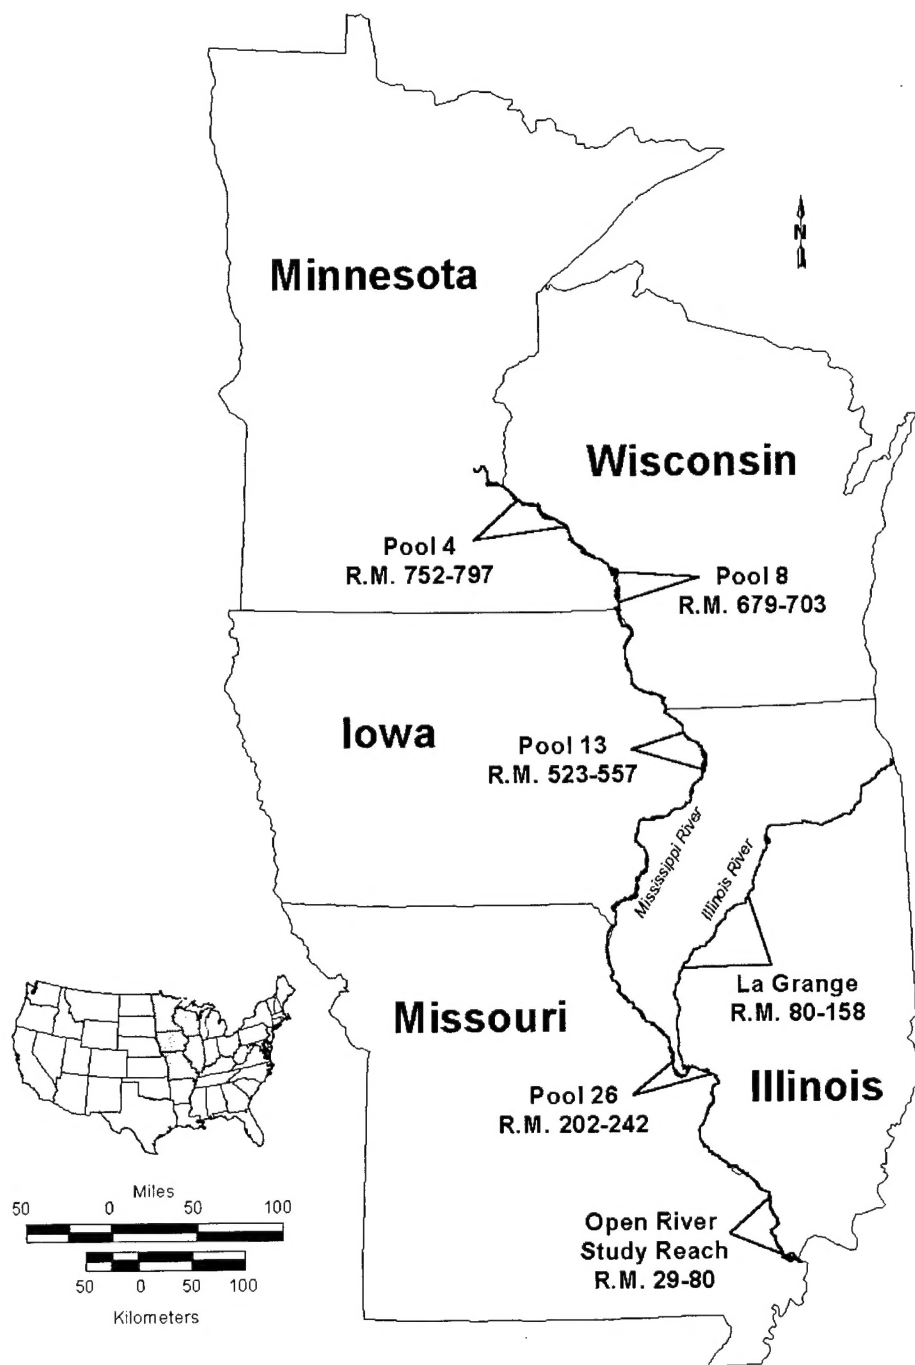 N
Minnesota
Wisconsin
Pool 4
R.M. 752-797
Pool 8
R.M. 679-703
Iowa
Pool 13
R.M. 523-557
Mississippi River
Illinois River
La Grange
R.M. 80-158
Missouri
Illinois
Pool 26
R.M. 202-242
Miles
50 0 50 100
Open River
Study Reach
R.M. 29-80
50 0 50 100
Kilometers